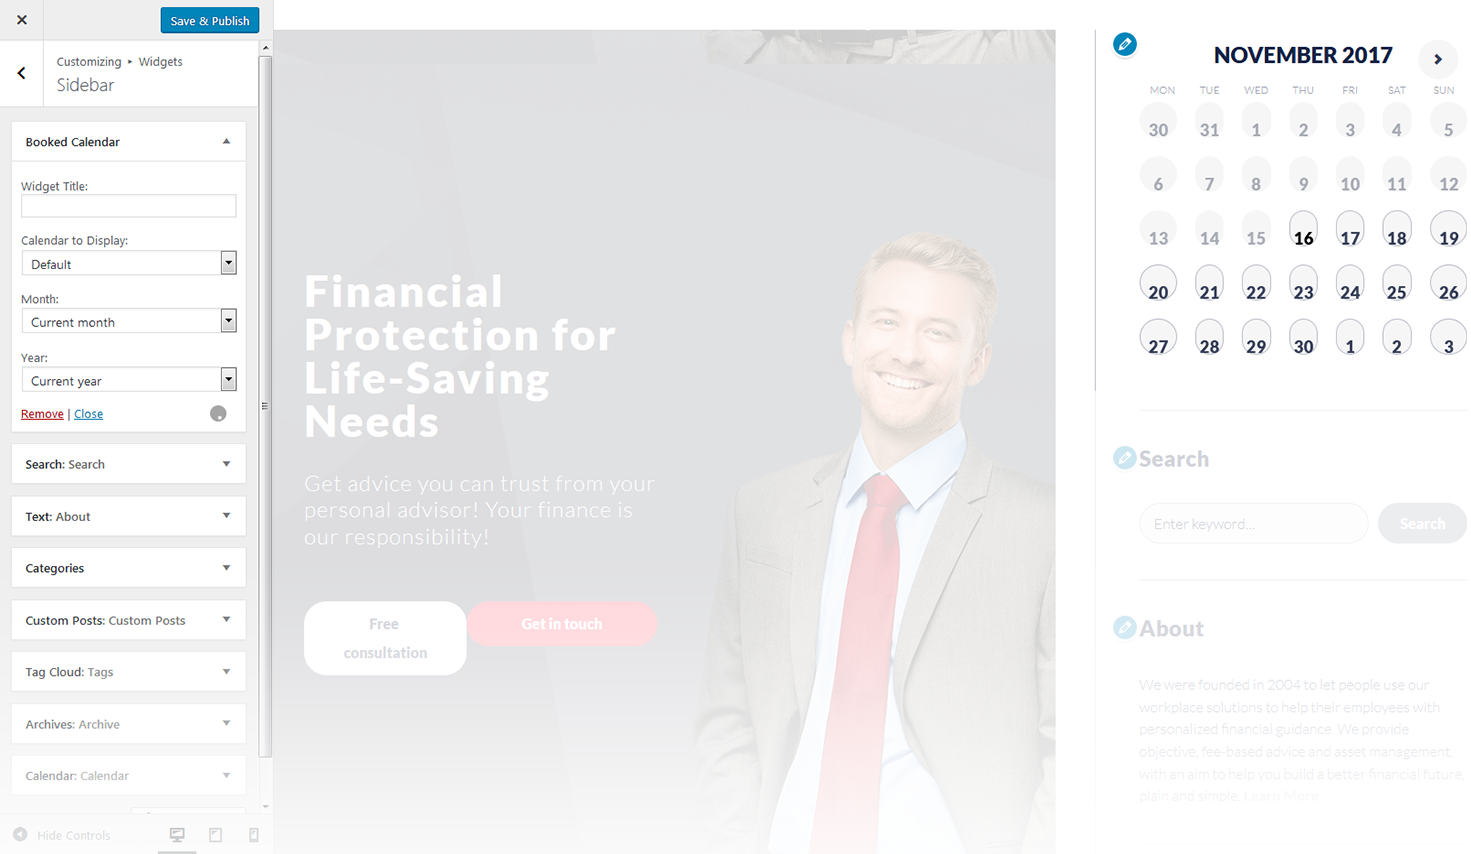 Save & Publish
Customizing ▸ Widgets
Sidebar
Booked Calendar
Widget Title:
Calendar to Display:
Default
Month:
Current month
Year:
Current year
Remove | Close
Search: Search
Text: About
Categories
Custom Posts: Custom Posts
Tag Cloud: Tags
Archives: Archive
Calendar: Calendar
Hide Controls
Financial
Protection for
Life-Saving
Needs
Get advice you can trust from your
personal advisor! Your finance is
our responsibility!
Free
consultation
Get in touch
NOVEMBER 2017
MON TUE WED THU FRI SAT SUN
30 31 1 2 3 4 5
6 7 8 9 10 11 12
13 14 15 16 17 18 19
20 21 22 23 24 25 26
27 28 29 30 1 2 3
Search
Enter keyword...
Search
About
We were founded in 2004 to let people use our
workplace solutions to help their employees with
personalized financial guidance. We provide
objective, fee-based advice and asset management,
with an aim to help you build a better financial future,
plain and simple. Learn More